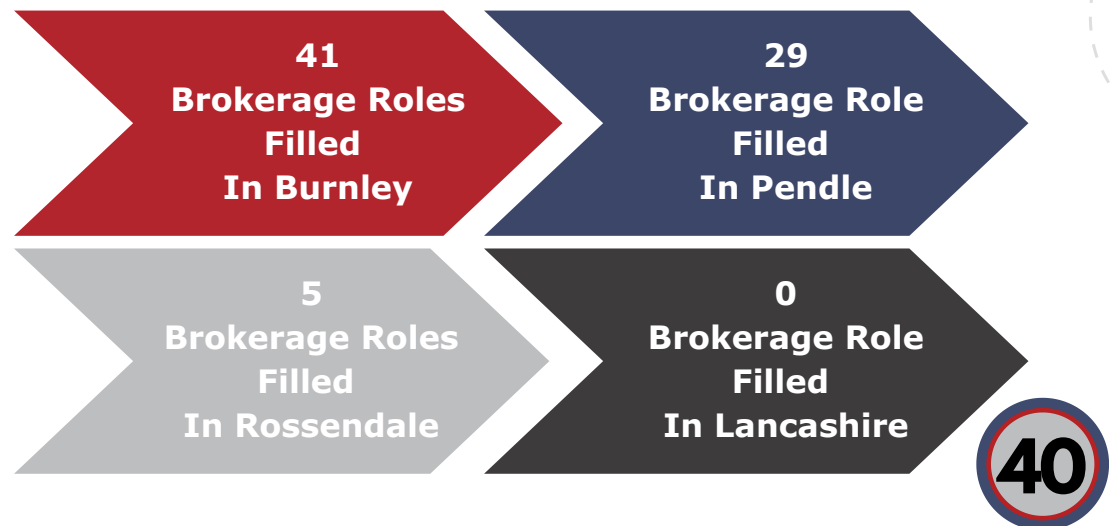 41
Brokerage Roles
Filled
In Burnley
29
Brokerage Role
Filled
In Pendle
5
Brokerage Roles
Filled
In Rossendale
0
Brokerage Role
Filled
In Lancashire
40